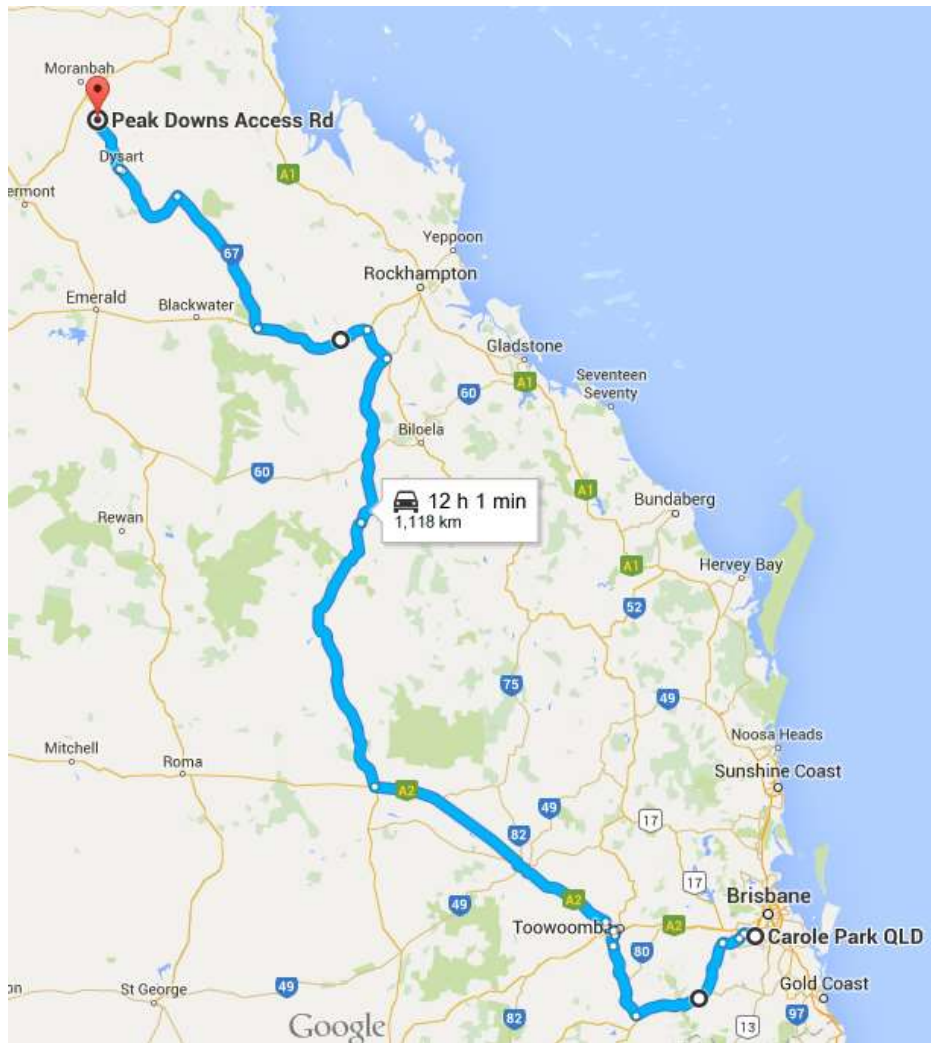 Moranbah
Peak Downs Access Rd
Dysart
A1
ermont
Yeppoon
67
Rockhampton
Emerald
Blackwater
Gladstone
A1
Seventeen
Seventy
60
Biloela
60
12 h 1 min
1,118 km
A1
Bundaberg
Rewan
Hervey Bay
A1
52
75
49
Noosa Heads
Mitchell
Roma
Sunshine Coast
A2
49
82
17
17
Brisbane
49
A2
Toowoomba
A2
Carole Park QLD
80
on
St George
49
Gold Coast
82
97
Google
13